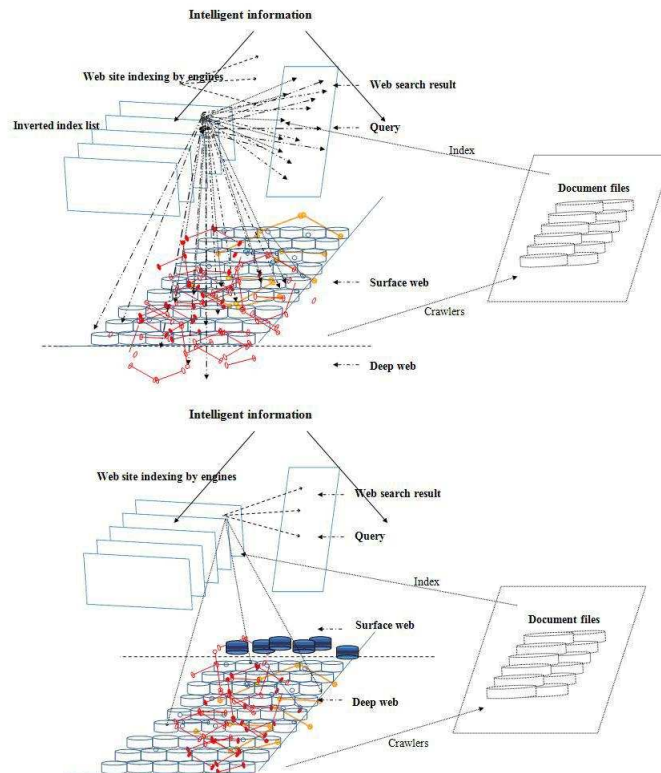 Intelligent information
Web site indexing by engines
Web search result
Inverted index list
Query
Index
Document files
Surface web
Crawlers
Deep web
Intelligent information
Web site indexing by engines
Web search result
Query
Index
Surface web
Document files
Deep web
Crawlers